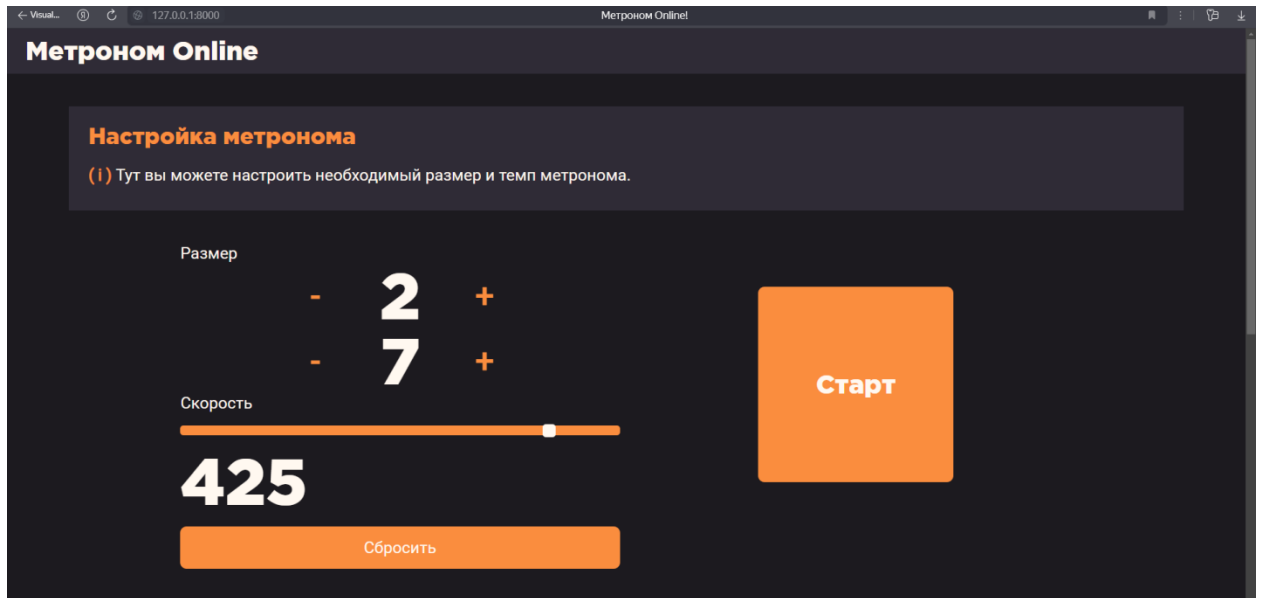 ← Visual... Я 127.0.0.1:8000 Метроном Online!
Метроном Online
Настройка метронома
(i) Тут вы можете настроить необходимый размер и темп метронома.
Размер
- 2 +
- 7 +
Старт
Скорость
425
Сбросить